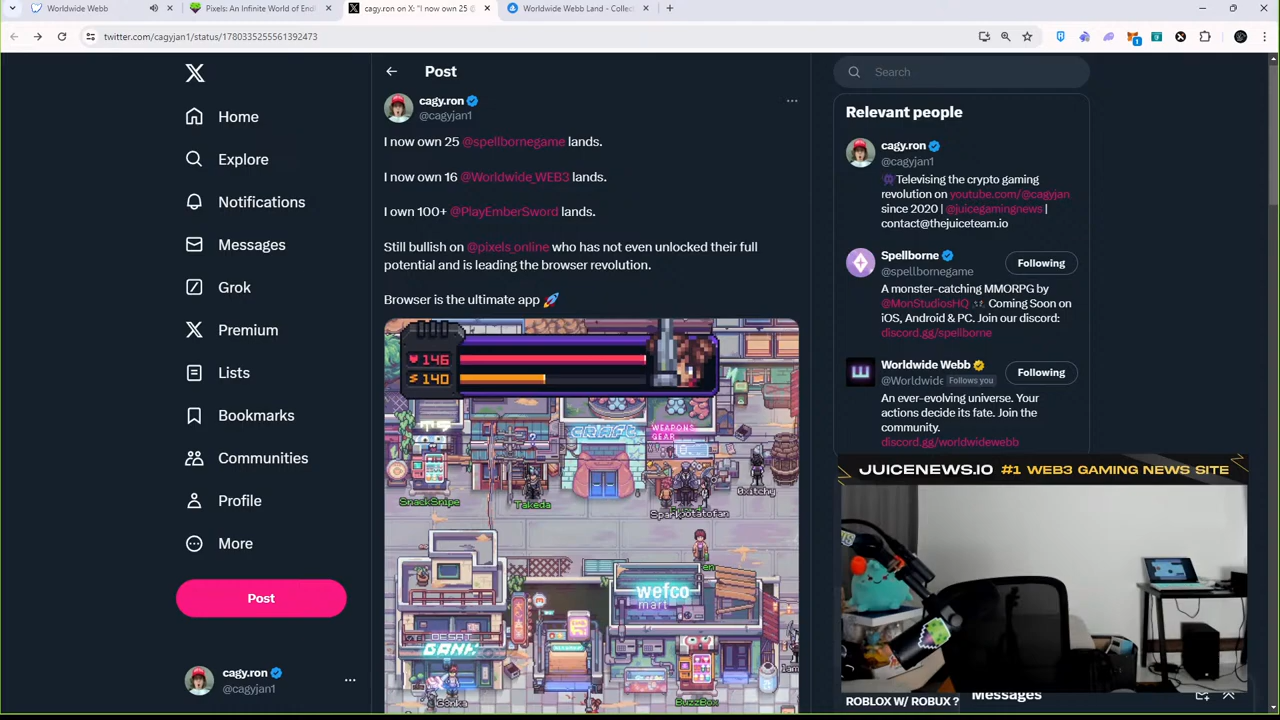 Worldwide Webb
Pixels: An Infinite World of End
cagy.ron on X: "I now own 25 @
Worldwide Webb Land - Collec
twitter.com/cagyjan1/status/1780335255561392473
Home
Explore
Notifications
Messages
Grok
Premium
Lists
Bookmarks
Communities
Profile
More
Post
cagy.ron
@cagyjan1
Post
cagy.ron
@cagyjan1
I now own 25 @spellbornegame lands.
I now own 16 @Worldwide_WEB3 lands.
I own 100+ @PlayEmberSword lands.
Still bullish on @pixels_online who has not even unlocked their full
potential and is leading the browser revolution.
Browser is the ultimate app
146
140
CRAFT
WEAPONS
GEAR
SnackSnipe
Takeda
0xitchy
wefco
mart
BANK
Gonka
BuzzBox
Search
Relevant people
cagy.ron
@cagyjan1
Televising the crypto gaming
revolution on youtube.com/@cagyjan
since 2020 | @juicegamingnews |
contact@thejuiceteam.io
Spellborne
@spellbornegame
Following
A monster-catching MMORPG by
@MonStudiosHQ Coming Soon on
iOS, Android & PC. Join our discord:
discord.gg/spellborne
Worldwide Webb
@Worldwide Follows you
Following
An ever-evolving universe. Your
actions decide its fate. Join the
community.
discord.gg/worldwidewebb
JUICENEWS.IO #1 WEB3 GAMING NEWS SITE
ROBLOX W/ ROBUX ?
Messages